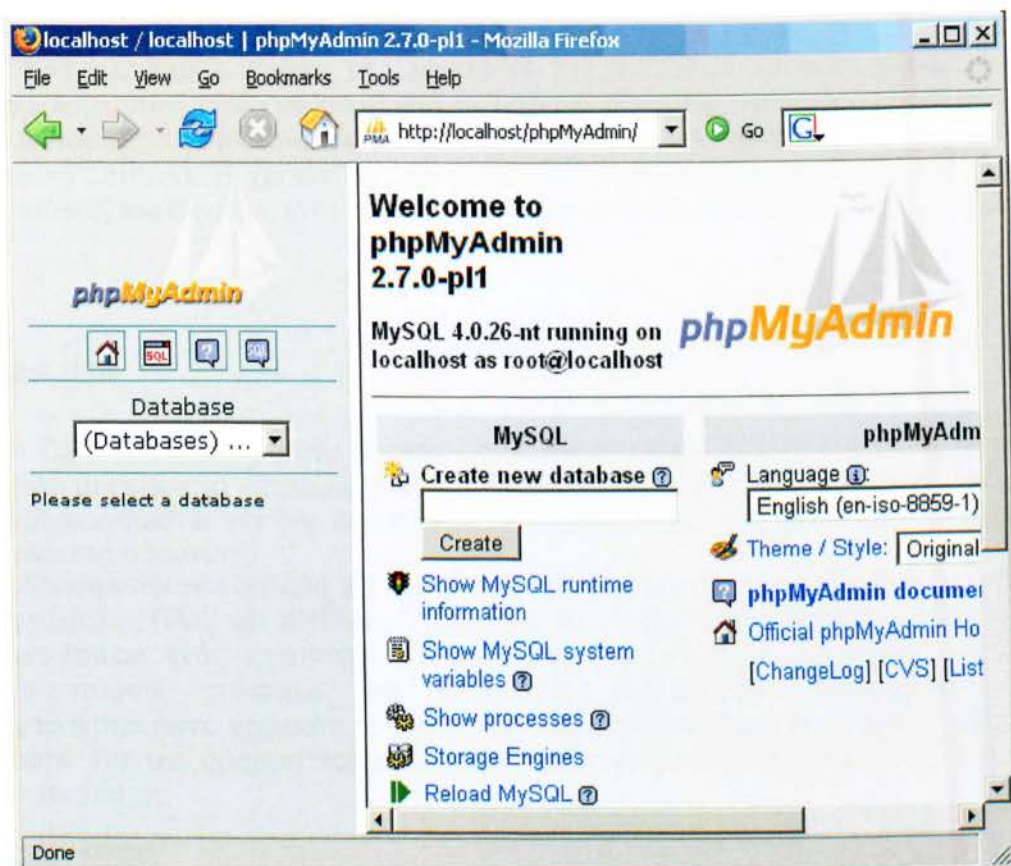 localhost / localhost | phpMyAdmin 2.7.0-pl1 - Mozilla Firefox
File Edit View Go Bookmarks Tools Help
PMA http://localhost/phpMyAdmin/ Go G
phpMyAdmin
SQL ? SQL
Database
(Databases) ...
Please select a database
Welcome to
phpMyAdmin
2.7.0-pl1
phpMyAdmin
MySQL 4.0.26-nt running on
localhost as root@localhost
MySQL
Create new database ?
Create
Show MySQL runtime
information
Show MySQL system
variables ?
Show processes ?
Storage Engines
Reload MySQL ?
phpMyAdm
Language i:
English (en-iso-8859-1)
Theme / Style: Original
? phpMyAdmin documen
Official phpMyAdmin Ho
[ChangeLog] [CVS] [List
Done